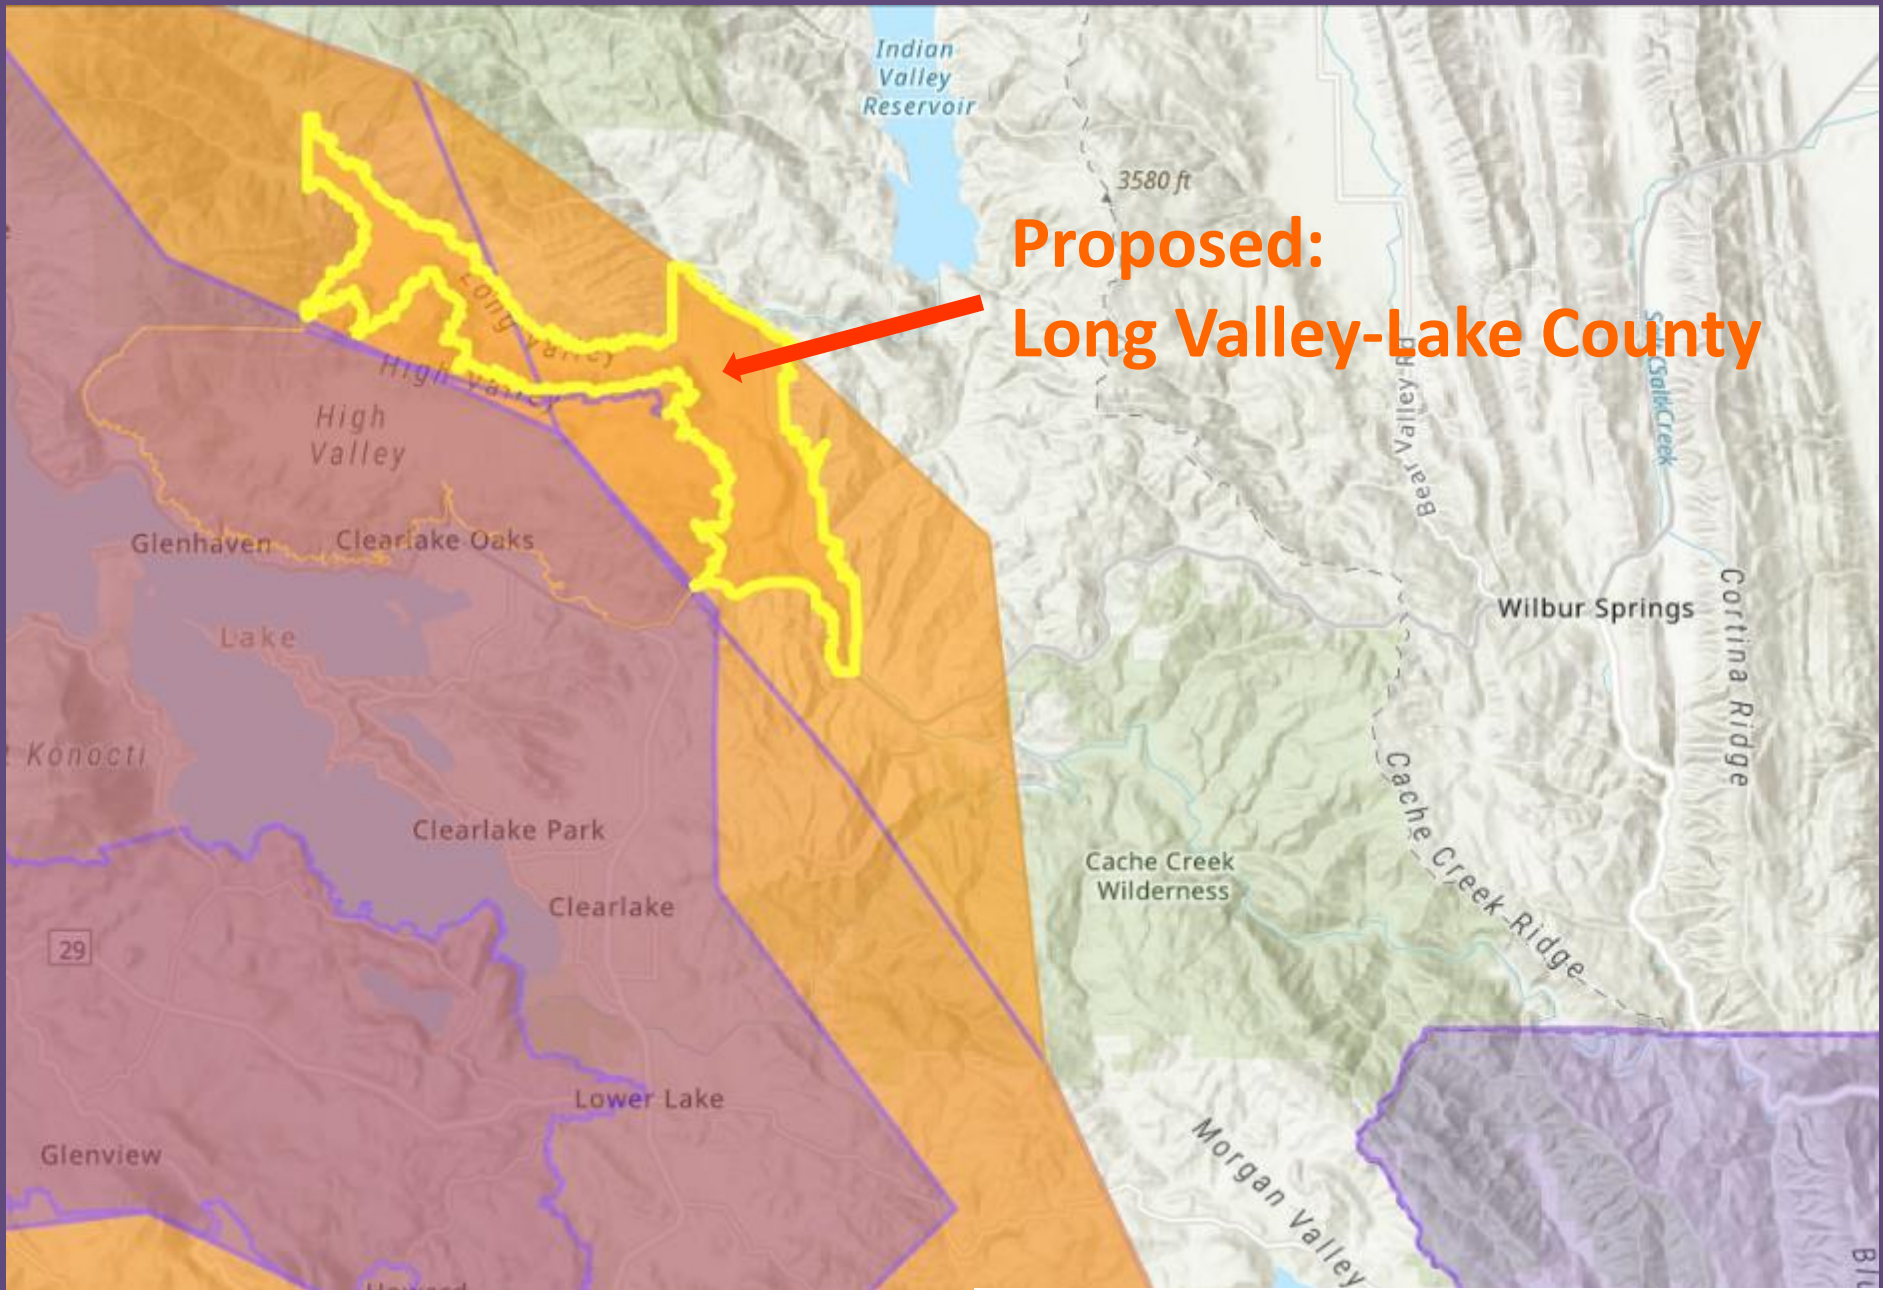 Indian
Valley
Reservoir
3580 ft
Proposed:
Long Valley-Lake County
Long Valley
High Valley
High
Valley
Bear Valley Rd
Salt Creek
Glenhaven
Clearlake Oaks
Wilbur Springs
Cortina Ridge
Lake
Konocti
Clearlake Park
Cache Creek Ridge
Cache Creek
Wilderness
Clearlake
29
Lower Lake
Glenview
Morgan Valley